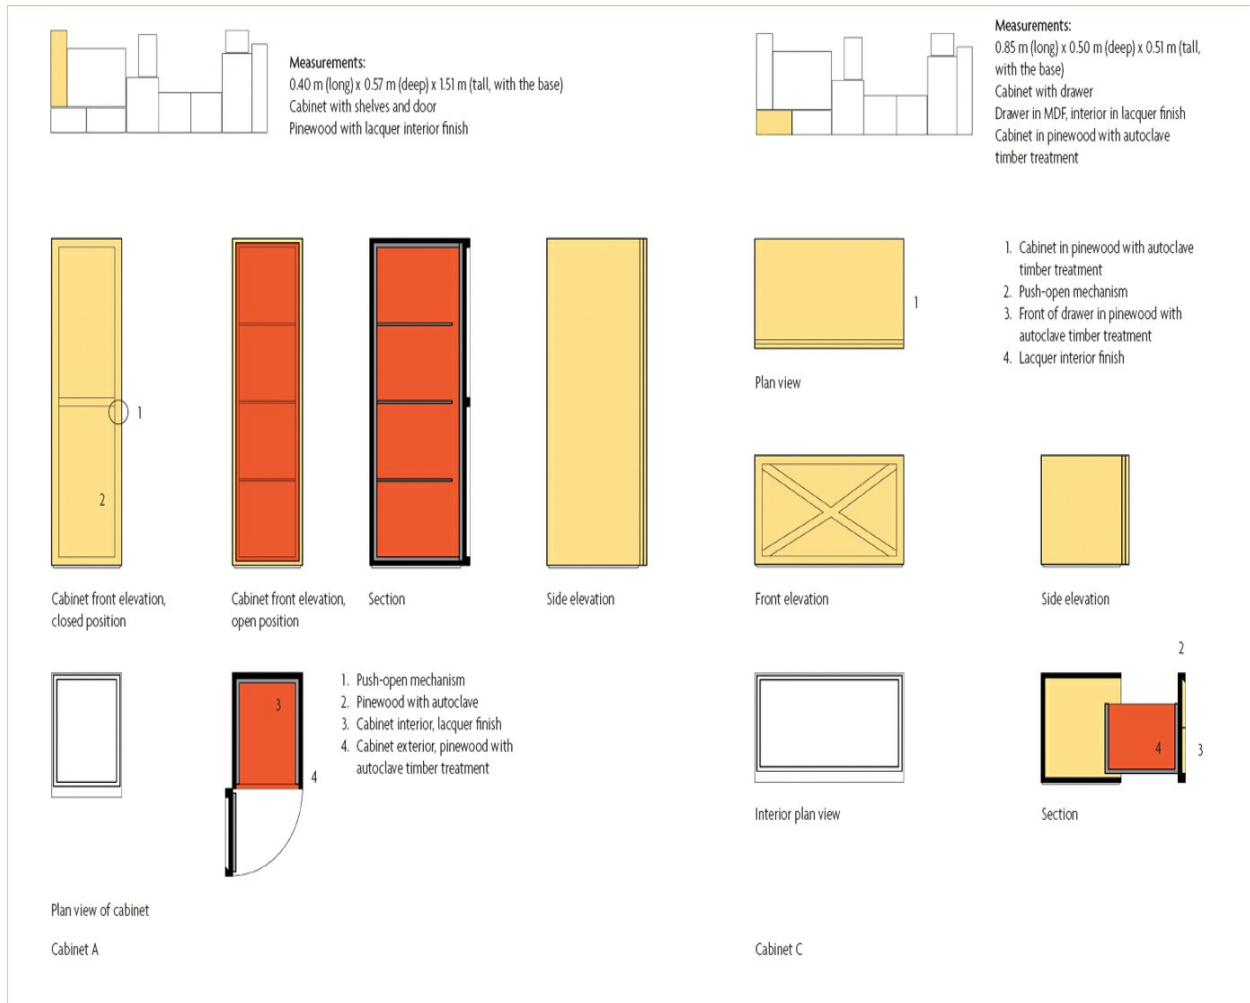 Measurements:
0.40 m (long) x 0.57 m (deep) x 1.51 m (tall, with the base)
Cabinet with shelves and door
Pinewood with lacquer interior finish
1
2
Cabinet front elevation,
closed position
Cabinet front elevation,
open position
Section
Side elevation
3
4
1. Push-open mechanism
2. Pinewood with autoclave
3. Cabinet interior, lacquer finish
4. Cabinet exterior, pinewood with
autoclave timber treatment
Plan view of cabinet
Cabinet A
Measurements:
0.85 m (long) x 0.50 m (deep) x 0.51 m (tall,
with the base)
Cabinet with drawer
Drawer in MDF, interior in lacquer finish
Cabinet in pinewood with autoclave
timber treatment
1
Plan view
1. Cabinet in pinewood with autoclave
timber treatment
2. Push-open mechanism
3. Front of drawer in pinewood with
autoclave timber treatment
4. Lacquer interior finish
Front elevation
Side elevation
2
4
3
Interior plan view
Section
Cabinet C